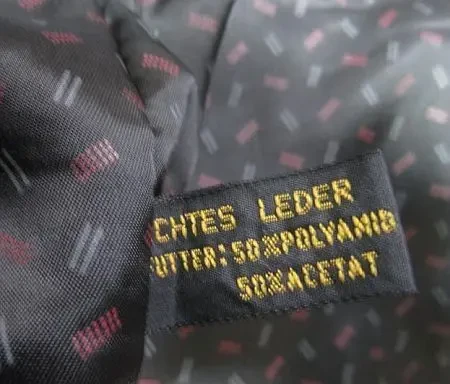 CHTES LEDER
UTTER: 50%POLYAMID
50%ACETAT